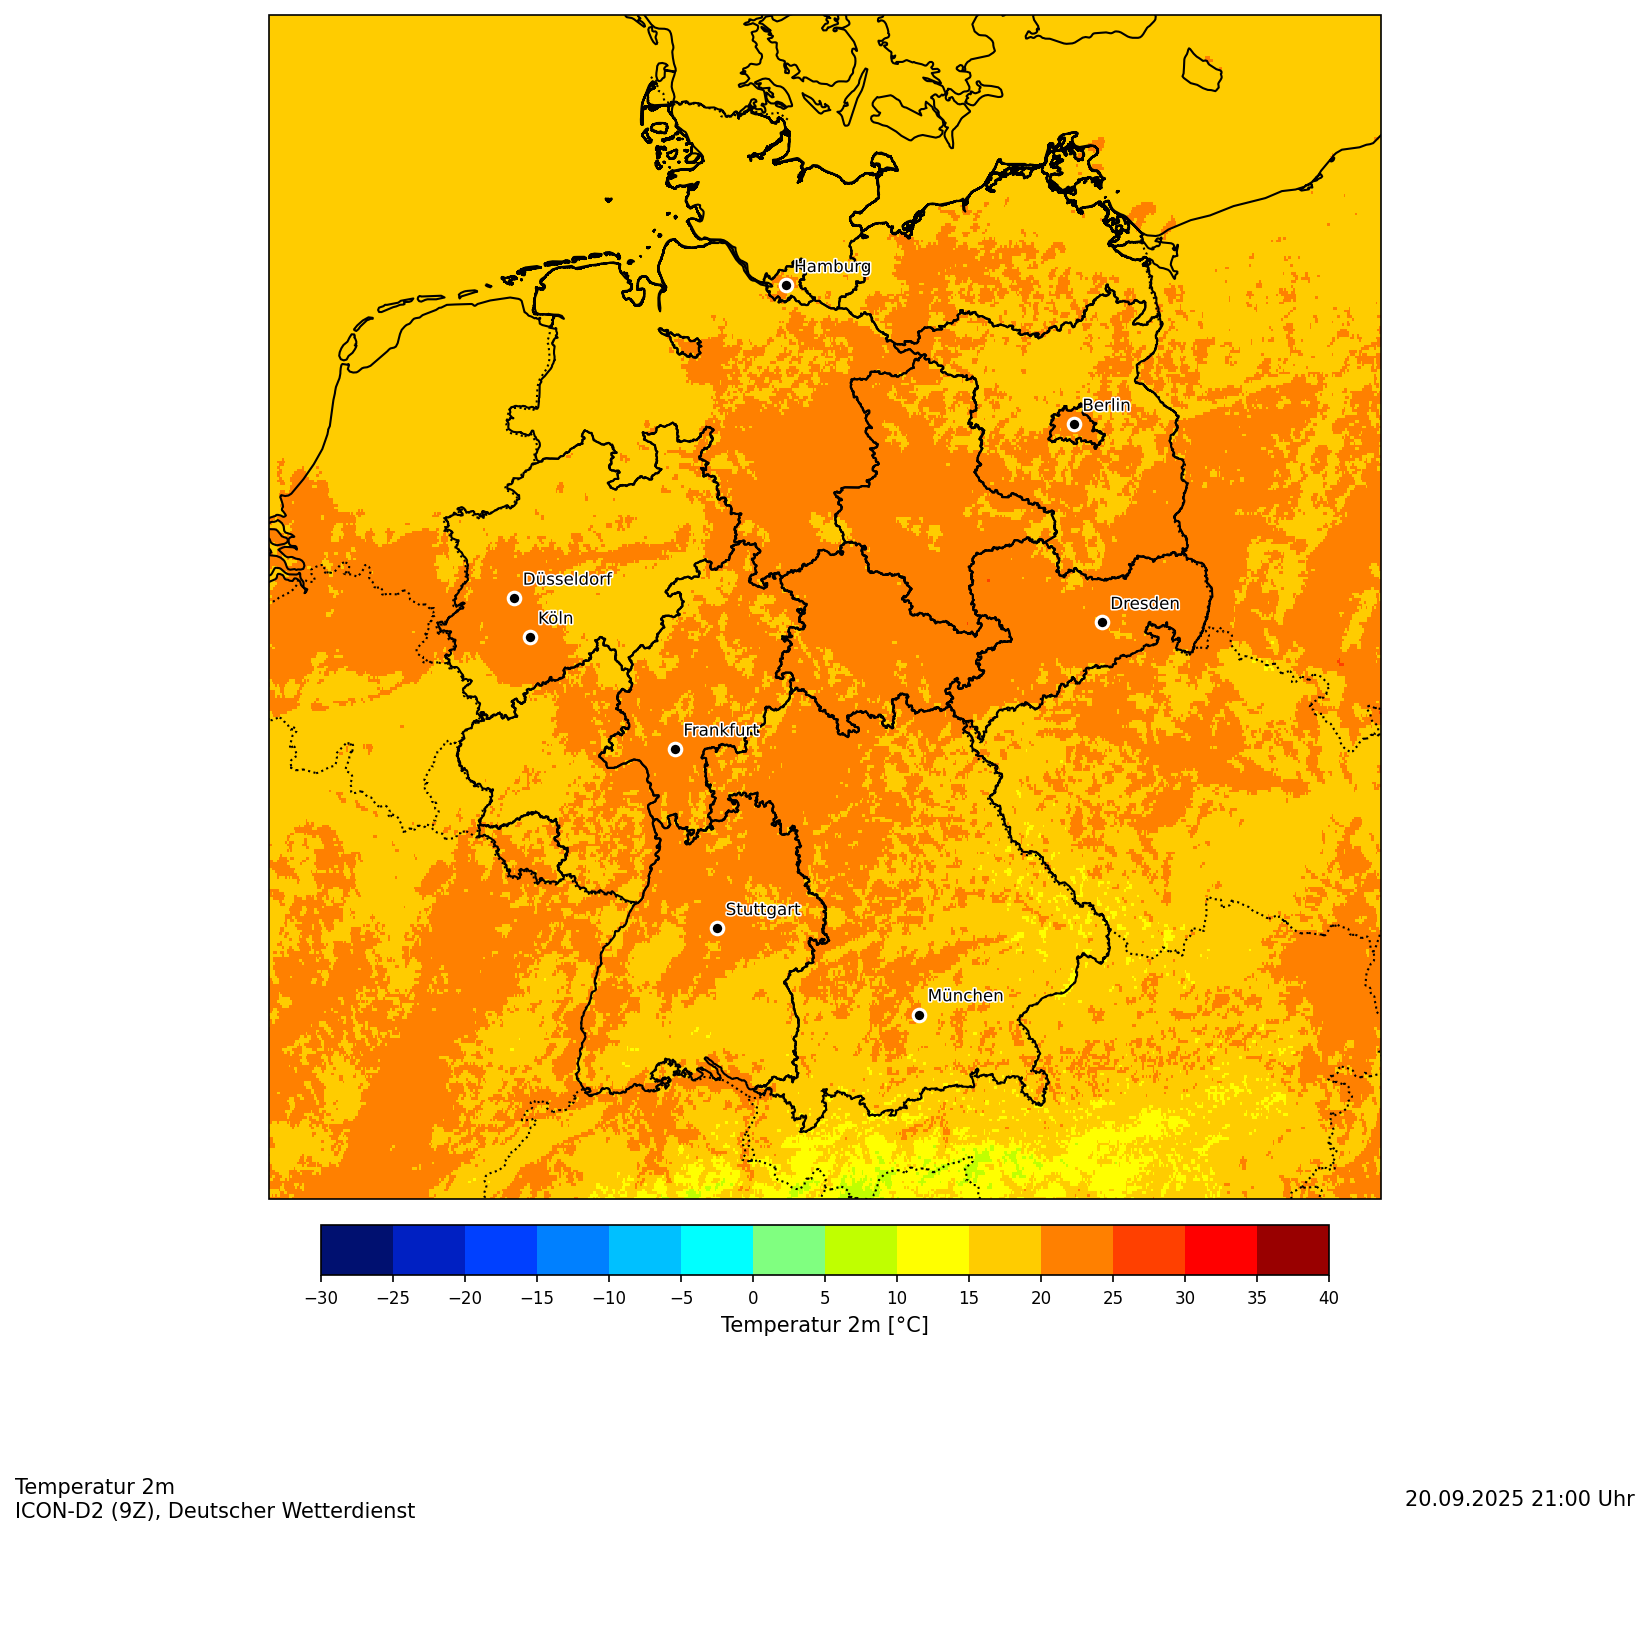 Hamburg
Berlin
Düsseldorf
Dresden
Köln
Frankfurt
Stuttgart
München
−30 −25 −20 −15 −10 −5 0 5 10 15 20 25 30 35 40
Temperatur 2m [°C]
Temperatur 2m
ICON-D2 (9Z), Deutscher Wetterdienst
20.09.2025 21:00 Uhr